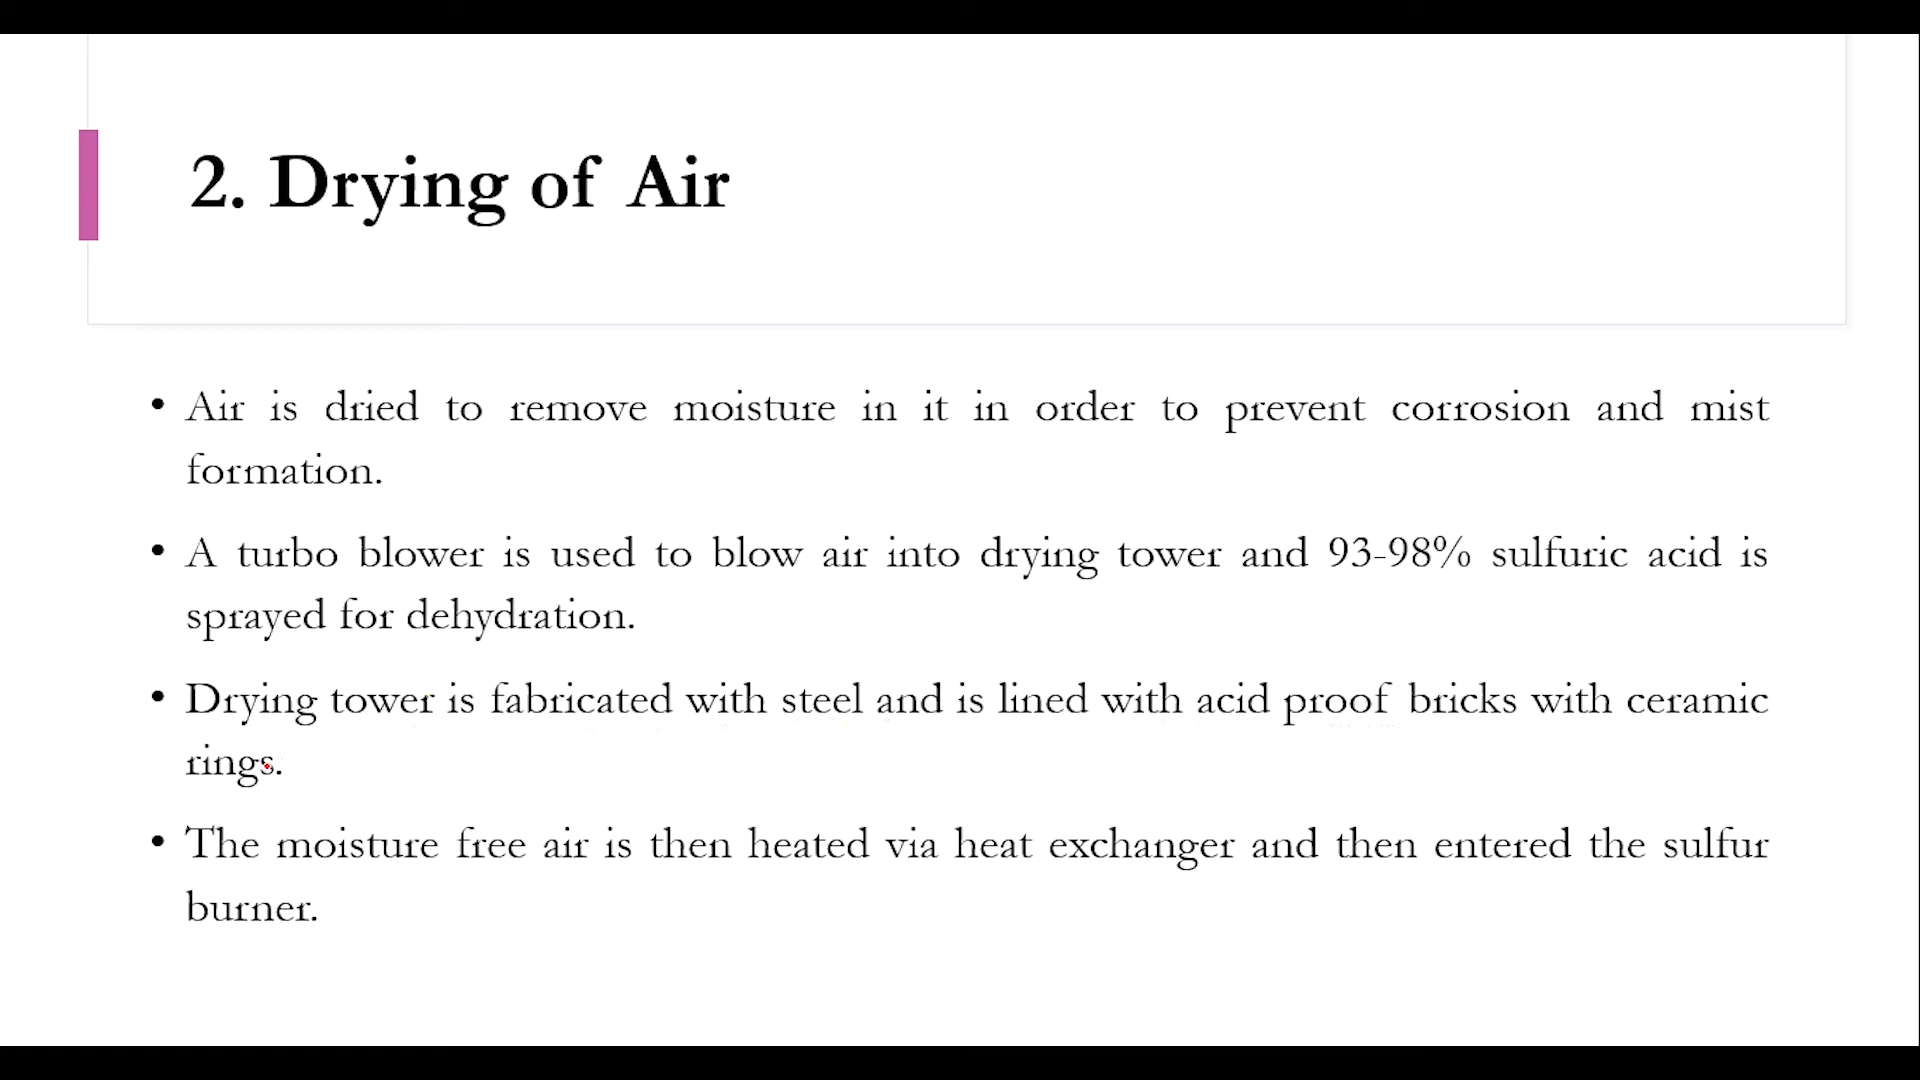 2. Drying of Air
• Air is dried to remove moisture in it in order to prevent corrosion and mist
formation.
• A turbo blower is used to blow air into drying tower and 93-98% sulfuric acid is
sprayed for dehydration.
• Drying tower is fabricated with steel and is lined with acid proof bricks with ceramic
rings.
• The moisture free air is then heated via heat exchanger and then entered the sulfur
burner.